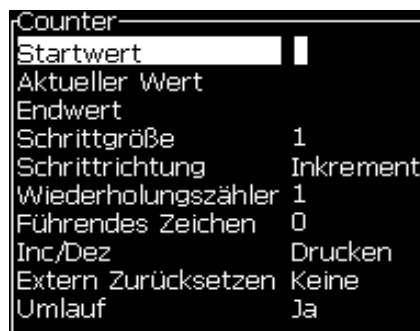 Counter
Startwert
Aktueller Wert
Endwert
Schrittgröße 1
Schrittrichtung Inkrement
Wiederholungszähler 1
Führendes Zeichen 0
Inc/Dez Drucken
Extern Zurücksetzen Keine
Umlauf Ja